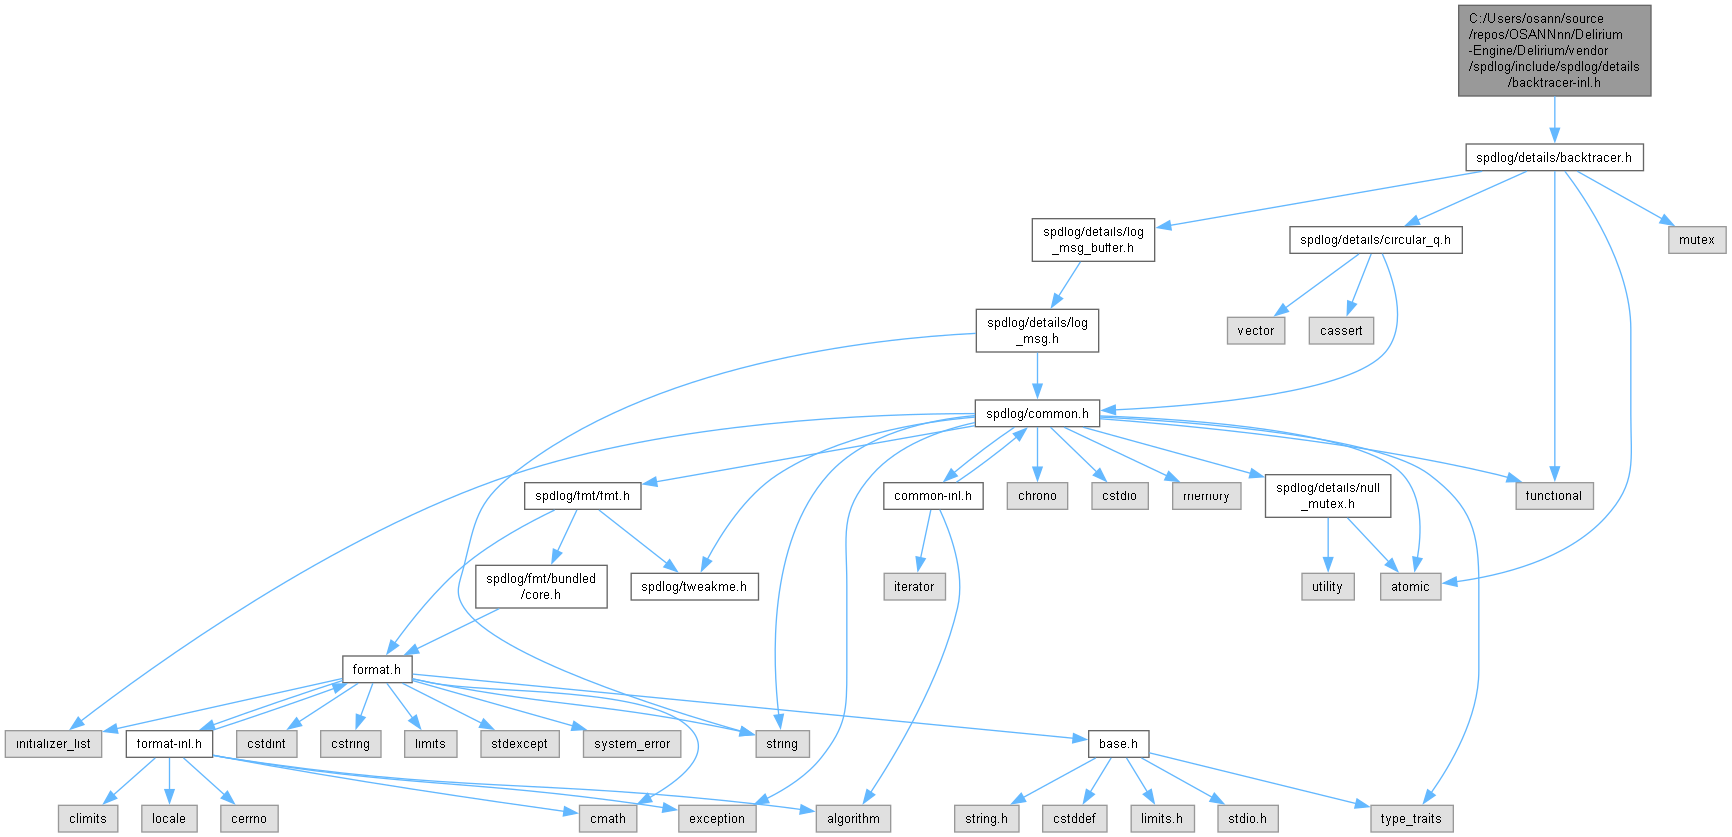 C:/Users/osann/source
/repos/OSANNnn/Delirium
-Engine/Delirium/vendor
/spdlog/include/spdlog/details
/backtracer-inl.h
spdlog/details/backtracer.h
spdlog/details/log
_msg_buffer.h
spdlog/details/circular_q.h
mutex
spdlog/details/log
_msg.h
vector
cassert
spdlog/common.h
spdlog/fmt/fmt.h
common-inl.h
chrono
cstdio
memory
spdlog/details/null
_mutex.h
functional
spdlog/fmt/bundled
/core.h
spdlog/tweakme.h
iterator
utility
atomic
format.h
initializer_list
format-inl.h
cstdint
cstring
limits
stdexcept
system_error
string
base.h
climits
locale
cerrno
cmath
exception
algorithm
string.h
cstddef
limits.h
stdio.h
type_traits